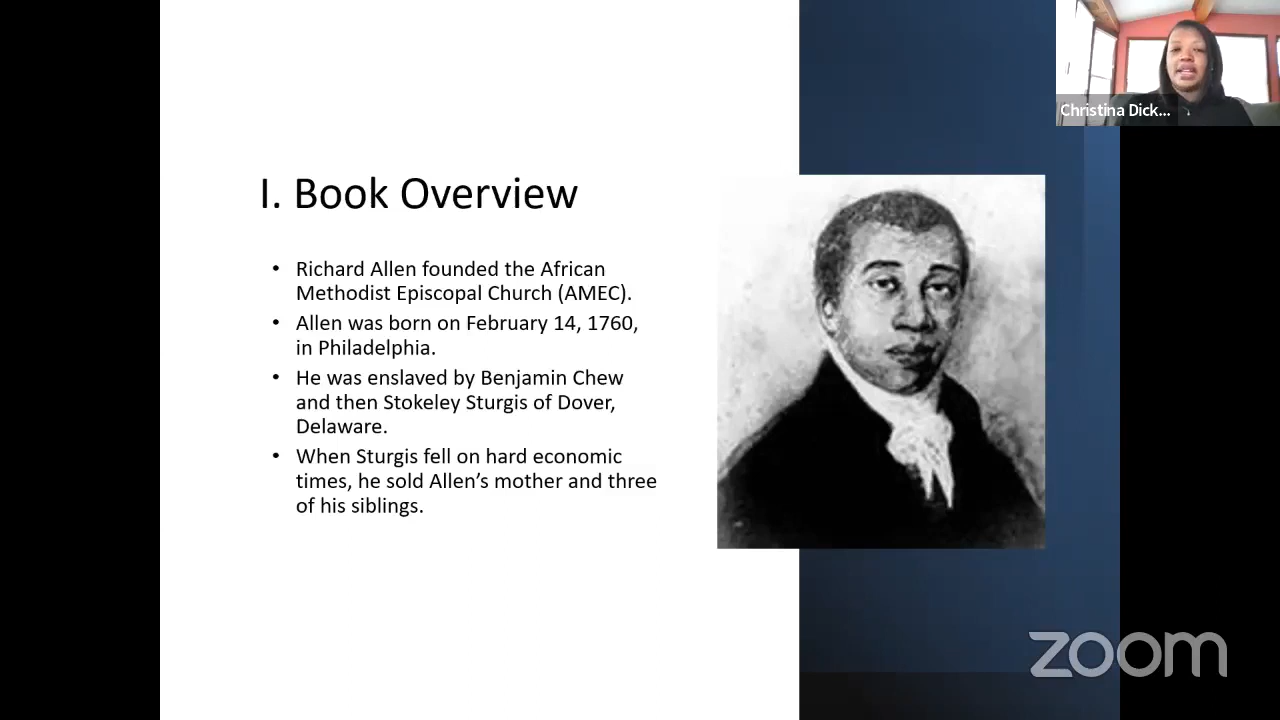 Christina Dick...
I. Book Overview
• Richard Allen founded the African
Methodist Episcopal Church (AMEC).
• Allen was born on February 14, 1760,
in Philadelphia.
• He was enslaved by Benjamin Chew
and then Stokeley Sturgis of Dover,
Delaware.
• When Sturgis fell on hard economic
times, he sold Allen’s mother and three
of his siblings.
zoom